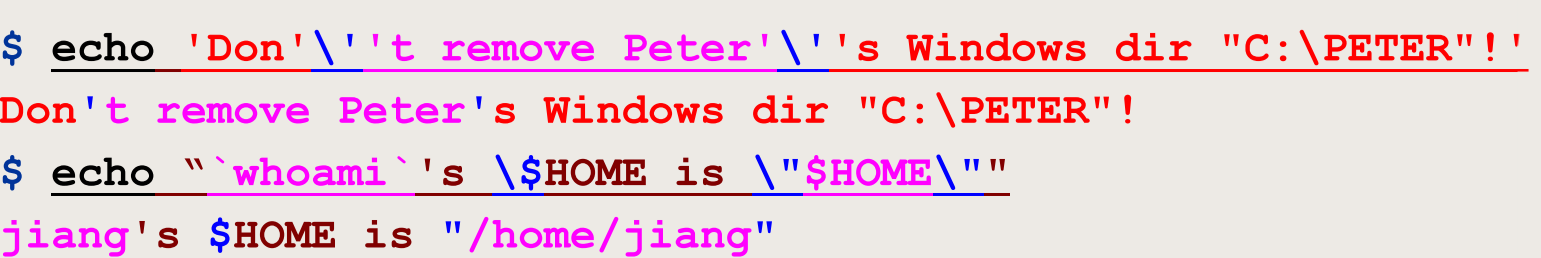 $ echo 'Don'\''t remove Peter'\''s Windows dir "C:\PETER"!'
Don't remove Peter's Windows dir "C:\PETER"!
$ echo “`whoami`'s \$HOME is \"$HOME\""
jiang's $HOME is "/home/jiang"